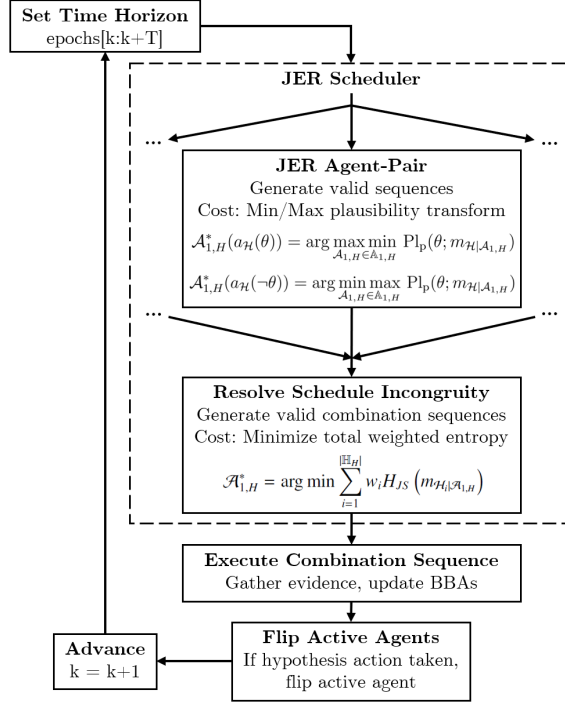 Set Time Horizon
epochs[k:k+T]
JER Scheduler
...
...
JER Agent-Pair
Generate valid sequences
Cost: Min/Max plausibility transform
𝒜*₁,H(aℋ(θ)) = arg max min Plₚ(θ; mℋ|𝒜₁,H)
𝒜₁,H∈𝔸₁,H
𝒜*₁,H(aℋ(¬θ)) = arg min max Plₚ(θ; mℋ|𝒜₁,H)
𝒜₁,H∈𝔸₁,H
...
...
Resolve Schedule Incongruity
Generate valid combination sequences
Cost: Minimize total weighted entropy
𝒜*₁,H = arg min ∑ᵢ₌₁|ℍH| wᵢHJS (mℋᵢ|𝒜₁,H)
Execute Combination Sequence
Gather evidence, update BBAs
Flip Active Agents
If hypothesis action taken,
flip active agent
Advance
k = k+1